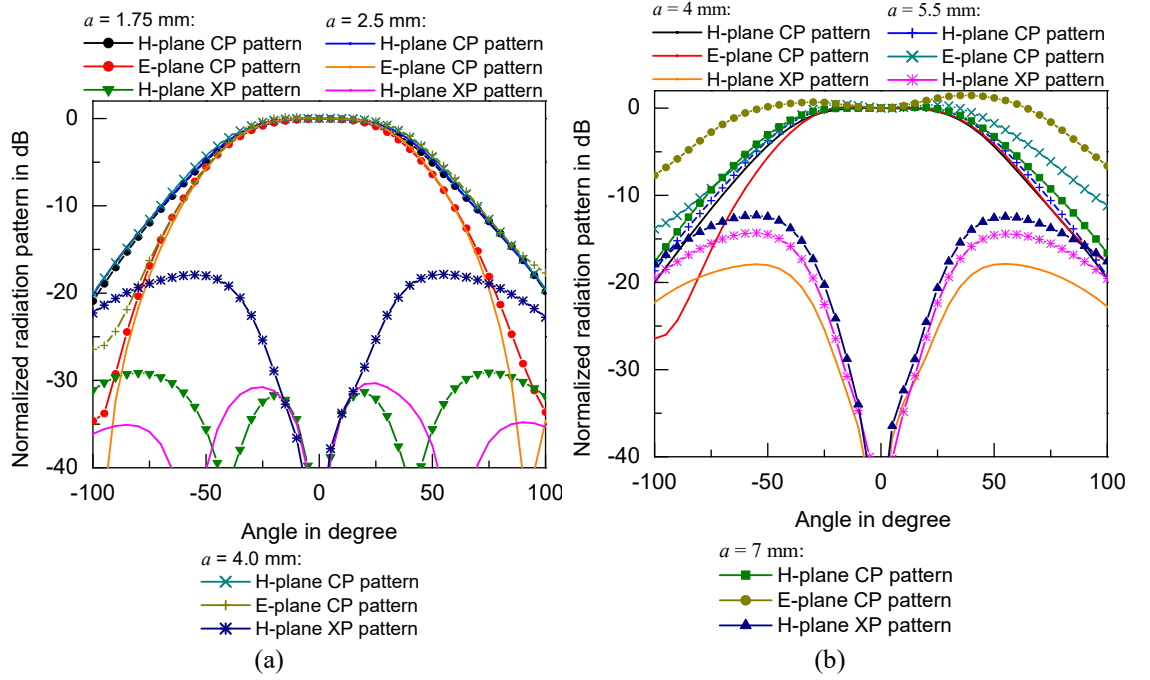 a = 1.75 mm:
H-plane CP pattern
E-plane CP pattern
H-plane XP pattern
a = 2.5 mm:
H-plane CP pattern
E-plane CP pattern
H-plane XP pattern
Normalized radiation pattern in dB
0
-10
-20
-30
-40
-100
-50
0
50
100
Angle in degree
a = 4.0 mm:
H-plane CP pattern
E-plane CP pattern
H-plane XP pattern
(a)
a = 4 mm:
H-plane CP pattern
E-plane CP pattern
H-plane XP pattern
a = 5.5 mm:
H-plane CP pattern
E-plane CP pattern
H-plane XP pattern
Normalized radiation pattern in dB
0
-10
-20
-30
-40
-100
-50
0
50
100
Angle in degree
a = 7 mm:
H-plane CP pattern
E-plane CP pattern
H-plane XP pattern
(b)